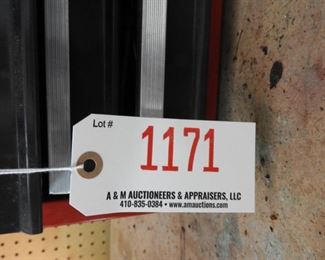 Lot #
1171
A & M AUCTIONEERS & APPRAISERS, LLC
410-835-0384 • www.amauctions.com